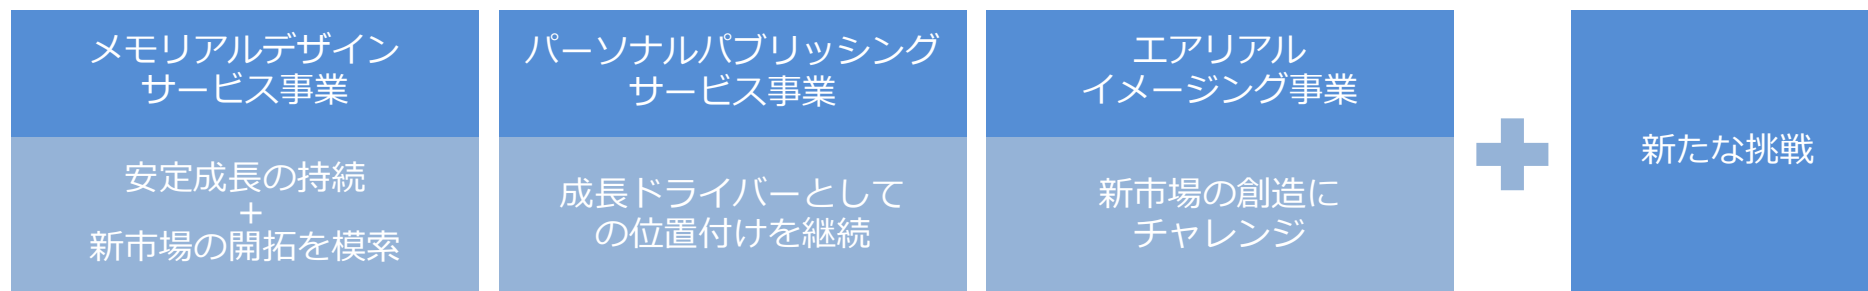 メモリアルデザイン
サービス事業
安定成長の持続
+
新市場の開拓を模索
パーソナルパブリッシング
サービス事業
成長ドライバーとして
の位置付けを継続
エアリアル
イメージング事業
新市場の創造に
チャレンジ
新たな挑戦